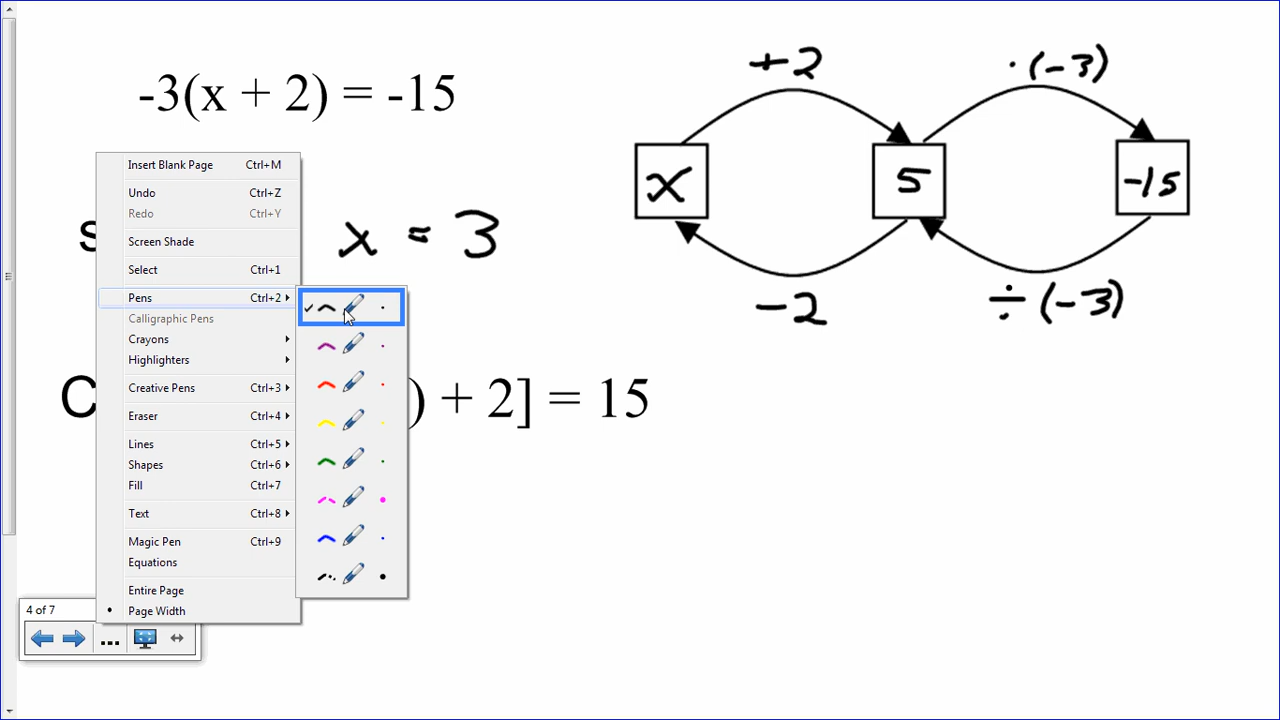 -3(x + 2) = -15
+2
·(-3)
x
5
-15
-2
÷(-3)
s
x = 3
C
) + 2] = 15
Insert Blank Page Ctrl+M
Undo Ctrl+Z
Redo Ctrl+Y
Screen Shade
Select Ctrl+1
Pens Ctrl+2
Calligraphic Pens
Crayons
Highlighters
Creative Pens Ctrl+3
Eraser Ctrl+4
Lines Ctrl+5
Shapes Ctrl+6
Fill Ctrl+7
Text Ctrl+8
Magic Pen Ctrl+9
Equations
Entire Page
Page Width
4 of 7
...